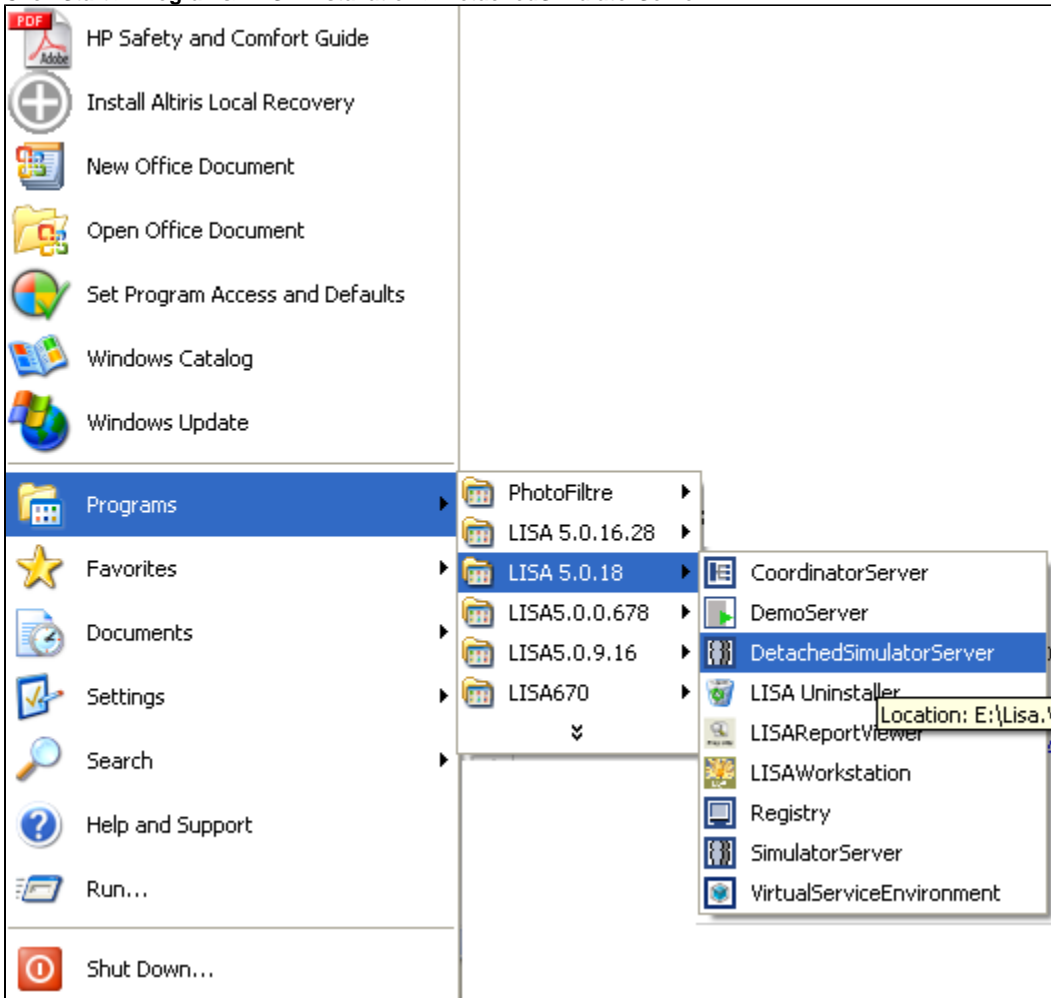 PDF
Adobe
HP Safety and Comfort Guide
Install Altiris Local Recovery
New Office Document
Open Office Document
Set Program Access and Defaults
Windows Catalog
Windows Update
Programs
Favorites
Documents
Settings
Search
Help and Support
Run...
Shut Down...
PhotoFiltre
LISA 5.0.16.28
LISA 5.0.18
LISA5.0.0.678
LISA5.0.9.16
LISA670
CoordinatorServer
DemoServer
DetachedSimulatorServer
LISA Uninstaller
Location: E:\Lisa.
LISAReportViewer
LISAWorkstation
Registry
SimulatorServer
VirtualServiceEnvironment